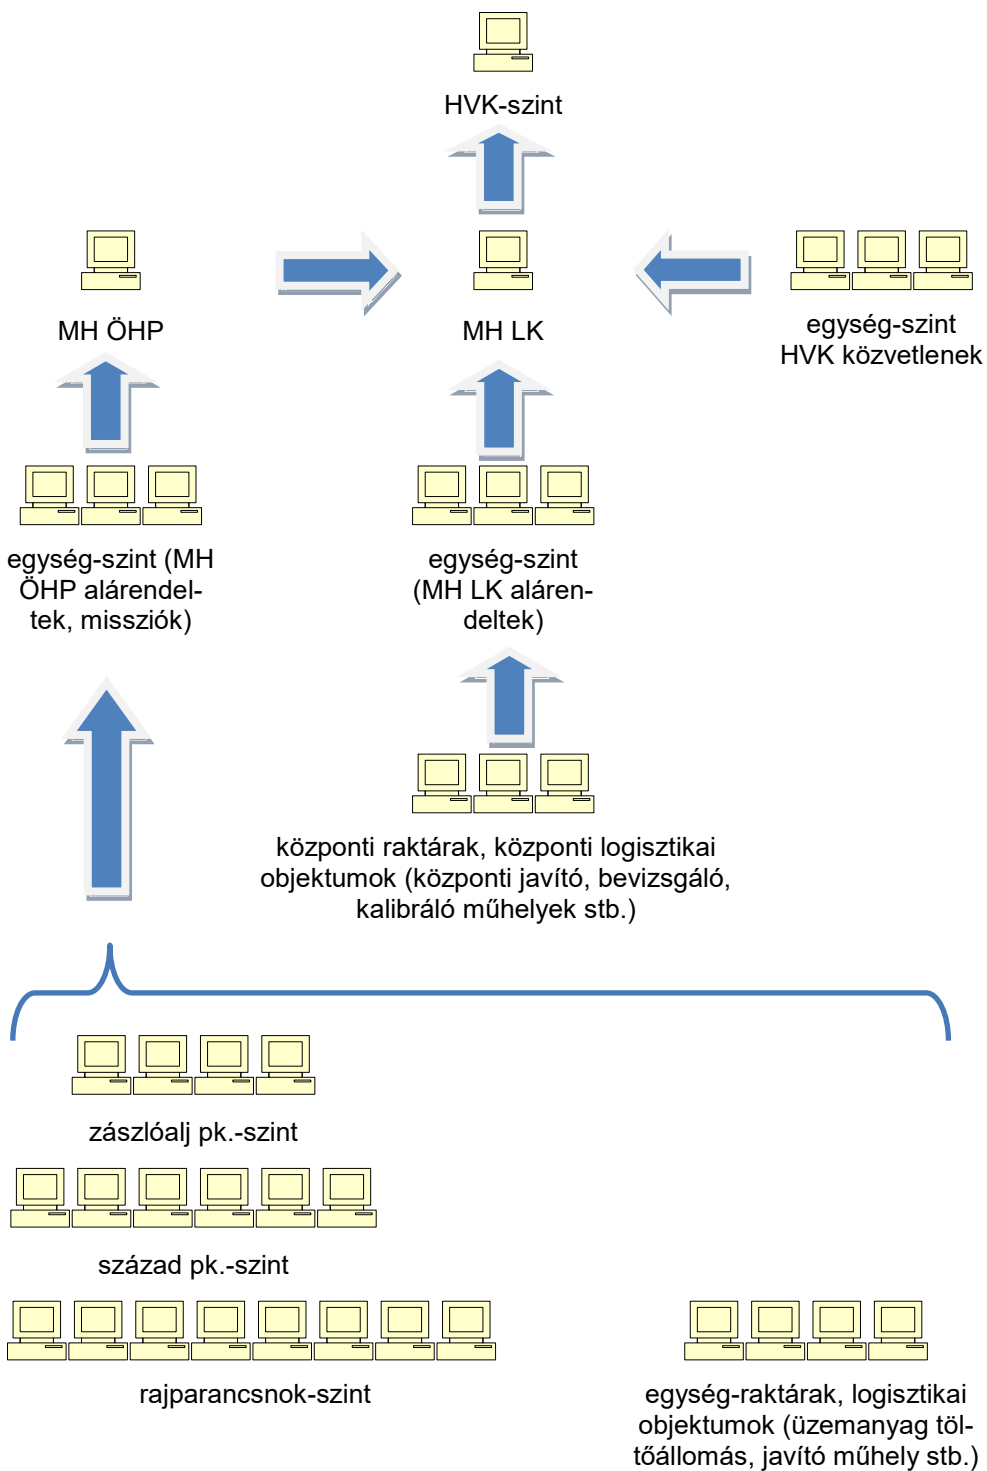 HVK-szint
MH ÖHP
MH LK
egység-szint
HVK közvetlenek
egység-szint (MH
ÖHP alárendel-
tek, missziók)
egység-szint
(MH LK aláren-
deltek)
központi raktárak, központi logisztikai
objektumok (központi javító, bevizsgáló,
kalibráló műhelyek stb.)
zászlóalj pk.-szint
század pk.-szint
rajparancsnok-szint
egység-raktárak, logisztikai
objektumok (üzemanyag töl-
tőállomás, javító műhely stb.)